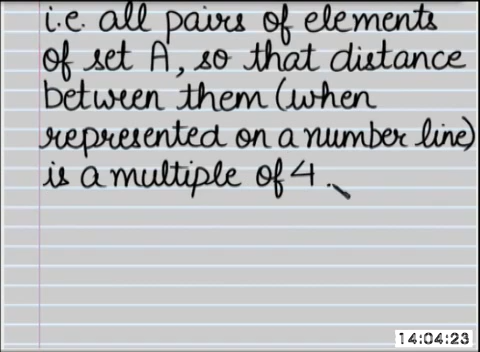 i.e. all pairs of elements
of set A, so that distance
between them (when
represented on a number line)
is a multiple of 4.
14:04:23